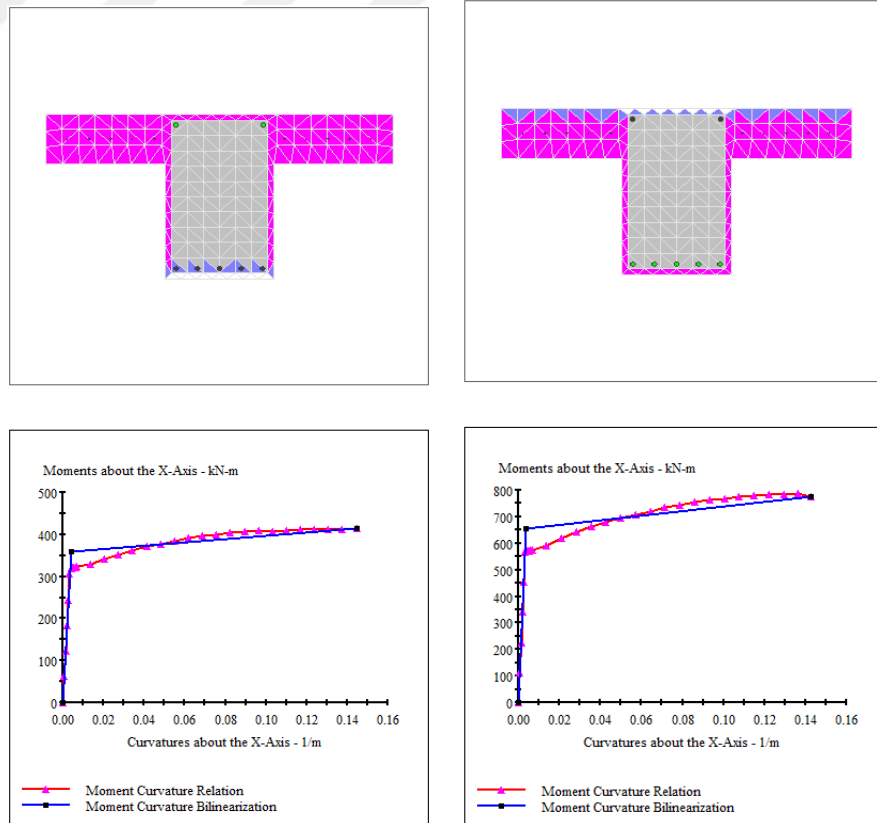 Moments about the X-Axis - kN-m
500
400
300
200
100
0
0.00 0.02 0.04 0.06 0.08 0.10 0.12 0.14 0.16
Curvatures about the X-Axis - 1/m
Moment Curvature Relation
Moment Curvature Bilinearization
Moments about the X-Axis - kN-m
800
700
600
500
400
300
200
100
0
0.00 0.02 0.04 0.06 0.08 0.10 0.12 0.14 0.16
Curvatures about the X-Axis - 1/m
Moment Curvature Relation
Moment Curvature Bilinearization